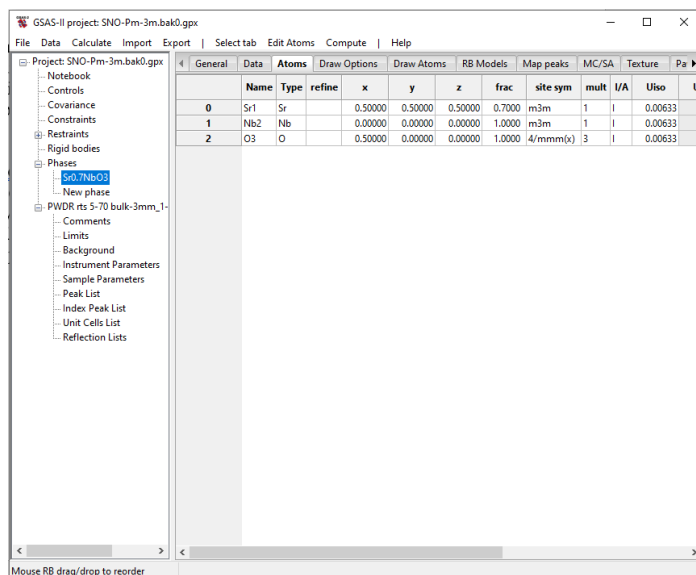 GSAS-II project: SNO-Pm-3m.bak0.gpx
File Data Calculate Import Export | Select tab Edit Atoms Compute | Help
Project: SNO-Pm-3m.bak0.gpx
Notebook
Controls
Covariance
Constraints
Restraints
Rigid bodies
Phases
Sr0.7NbO3
New phase
PWDR rts 5-70 bulk-3mm_1-
Comments
Limits
Background
Instrument Parameters
Sample Parameters
Peak List
Index Peak List
Unit Cells List
Reflection Lists
General Data Atoms Draw Options Draw Atoms RB Models Map peaks MC/SA Texture Pa
Name Type refine x y z frac site sym mult I/A Uiso U
0 Sr1 Sr 0.50000 0.50000 0.50000 0.7000 m3m 1 I 0.00633
1 Nb2 Nb 0.00000 0.00000 0.00000 1.0000 m3m 1 I 0.00633
2 O3 O 0.50000 0.00000 0.00000 1.0000 4/mmm(x) 3 I 0.00633
Mouse RB drag/drop to reorder